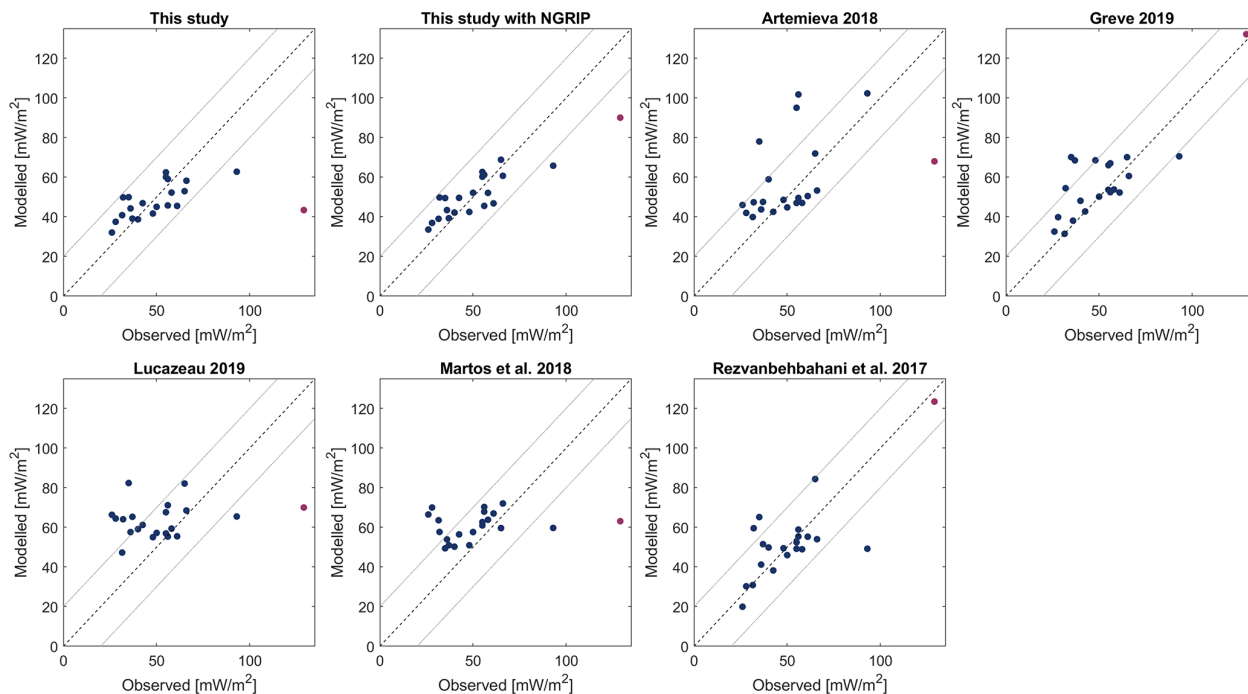 This study
This study with NGRIP
Artemieva 2018
Greve 2019
Modelled [mW/m²]
120
100
80
60
40
20
0
0 50 100
Observed [mW/m²]
Modelled [mW/m²]
120
100
80
60
40
20
0
0 50 100
Observed [mW/m²]
Modelled [mW/m²]
120
100
80
60
40
20
0
0 50 100
Observed [mW/m²]
Modelled [mW/m²]
120
100
80
60
40
20
0
0 50 100
Observed [mW/m²]
Lucazeau 2019
Martos et al. 2018
Rezvanbehbahani et al. 2017
Modelled [mW/m²]
120
100
80
60
40
20
0
0 50 100
Observed [mW/m²]
Modelled [mW/m²]
120
100
80
60
40
20
0
0 50 100
Observed [mW/m²]
Modelled [mW/m²]
120
100
80
60
40
20
0
0 50 100
Observed [mW/m²]